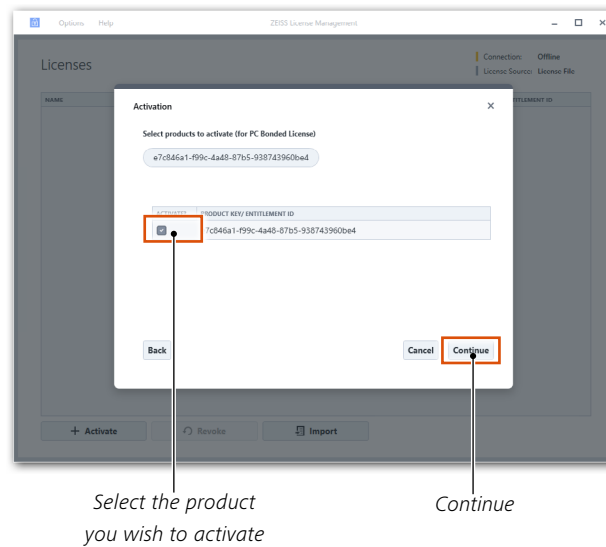 Options Help ZEISS License Management
Licenses
Connection: Offline
License Source: License File
NAME
ENTITLEMENT ID
Activation
Select products to activate (for PC Bonded License)
e7c846a1-f99c-4a48-87b5-938743960be4
ACTIVATE? PRODUCT KEY/ ENTITLEMENT ID
7c846a1-f99c-4a48-87b5-938743960be4
Back Cancel Continue
+ Activate Revoke Import
Select the product
you wish to activate
Continue